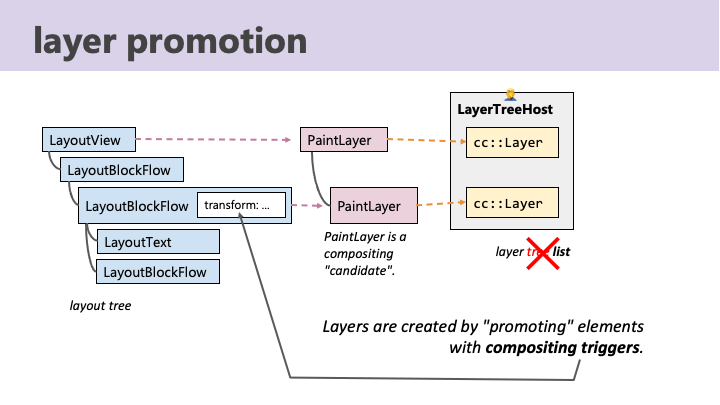 layer promotion
LayerTreeHost
LayoutView
PaintLayer
cc::Layer
LayoutBlockFlow
LayoutBlockFlow
transform: ...
PaintLayer
cc::Layer
LayoutText
PaintLayer is a
compositing
"candidate".
layer tree list
LayoutBlockFlow
layout tree
Layers are created by "promoting" elements
with compositing triggers.